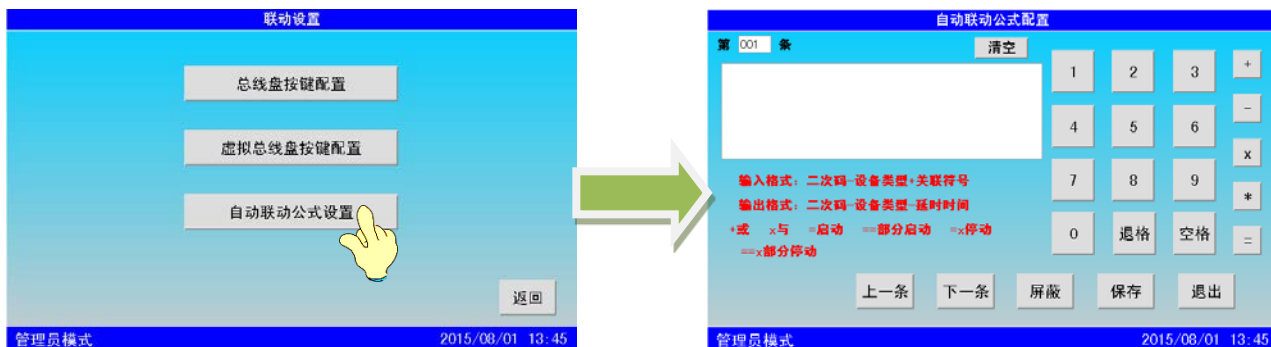 联动设置
总线盘按键配置
虚拟总线盘按健配置
自动联动公式设置
返回
管理员模式 2015/08/01 13:45
自动联动公式配置
第 001 条 清空
1 2 3 +
4 5 6 -
7 8 9 x
0 退格 空格 *
=
输入格式：二次码-设备类型+关联符号
输出格式：二次码-设备类型-延时时间
+或 x与 =启动 ==部分启动 =x停动
==x部分停动
上一条 下一条 屏蔽 保存 退出
管理员模式 2015/08/01 13:45